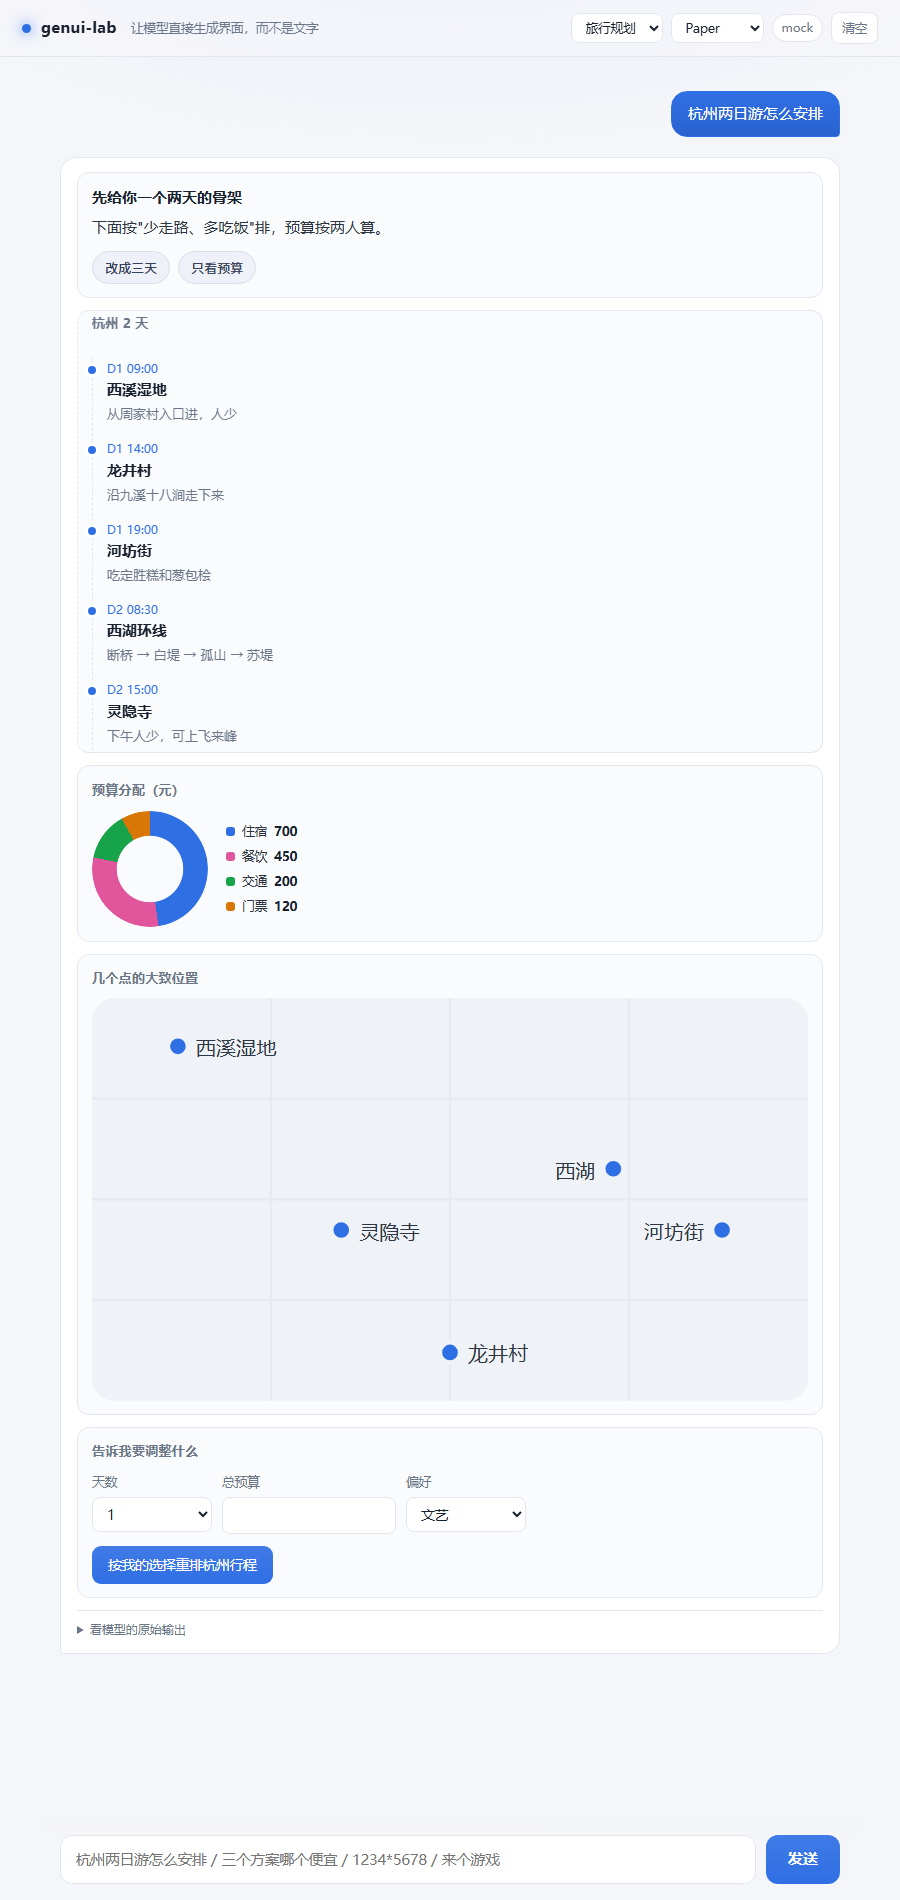 genui-lab 让模型直接生成界面，而不是文字 旅行规划 Paper mock 清空
杭州两日游怎么安排
先给你一个两天的骨架
下面按"少走路、多吃饭"排，预算按两人算。
改成三天 只看预算
杭州 2 天
D1 09:00
西溪湿地
从周家村入口进，人少
D1 14:00
龙井村
沿九溪十八涧走下来
D1 19:00
河坊街
吃定胜糕和葱包桧
D2 08:30
西湖环线
断桥 → 白堤 → 孤山 → 苏堤
D2 15:00
灵隐寺
下午人少，可上飞来峰
预算分配（元）
住宿 700
餐饮 450
交通 200
门票 120
几个点的大致位置
西溪湿地
西湖
灵隐寺 河坊街
龙井村
告诉我要调整什么
天数 总预算 偏好
1 文艺
按我的选择重排杭州行程
看模型的原始输出
杭州两日游怎么安排 / 三个方案哪个便宜 / 1234*5678 / 来个游戏 发送